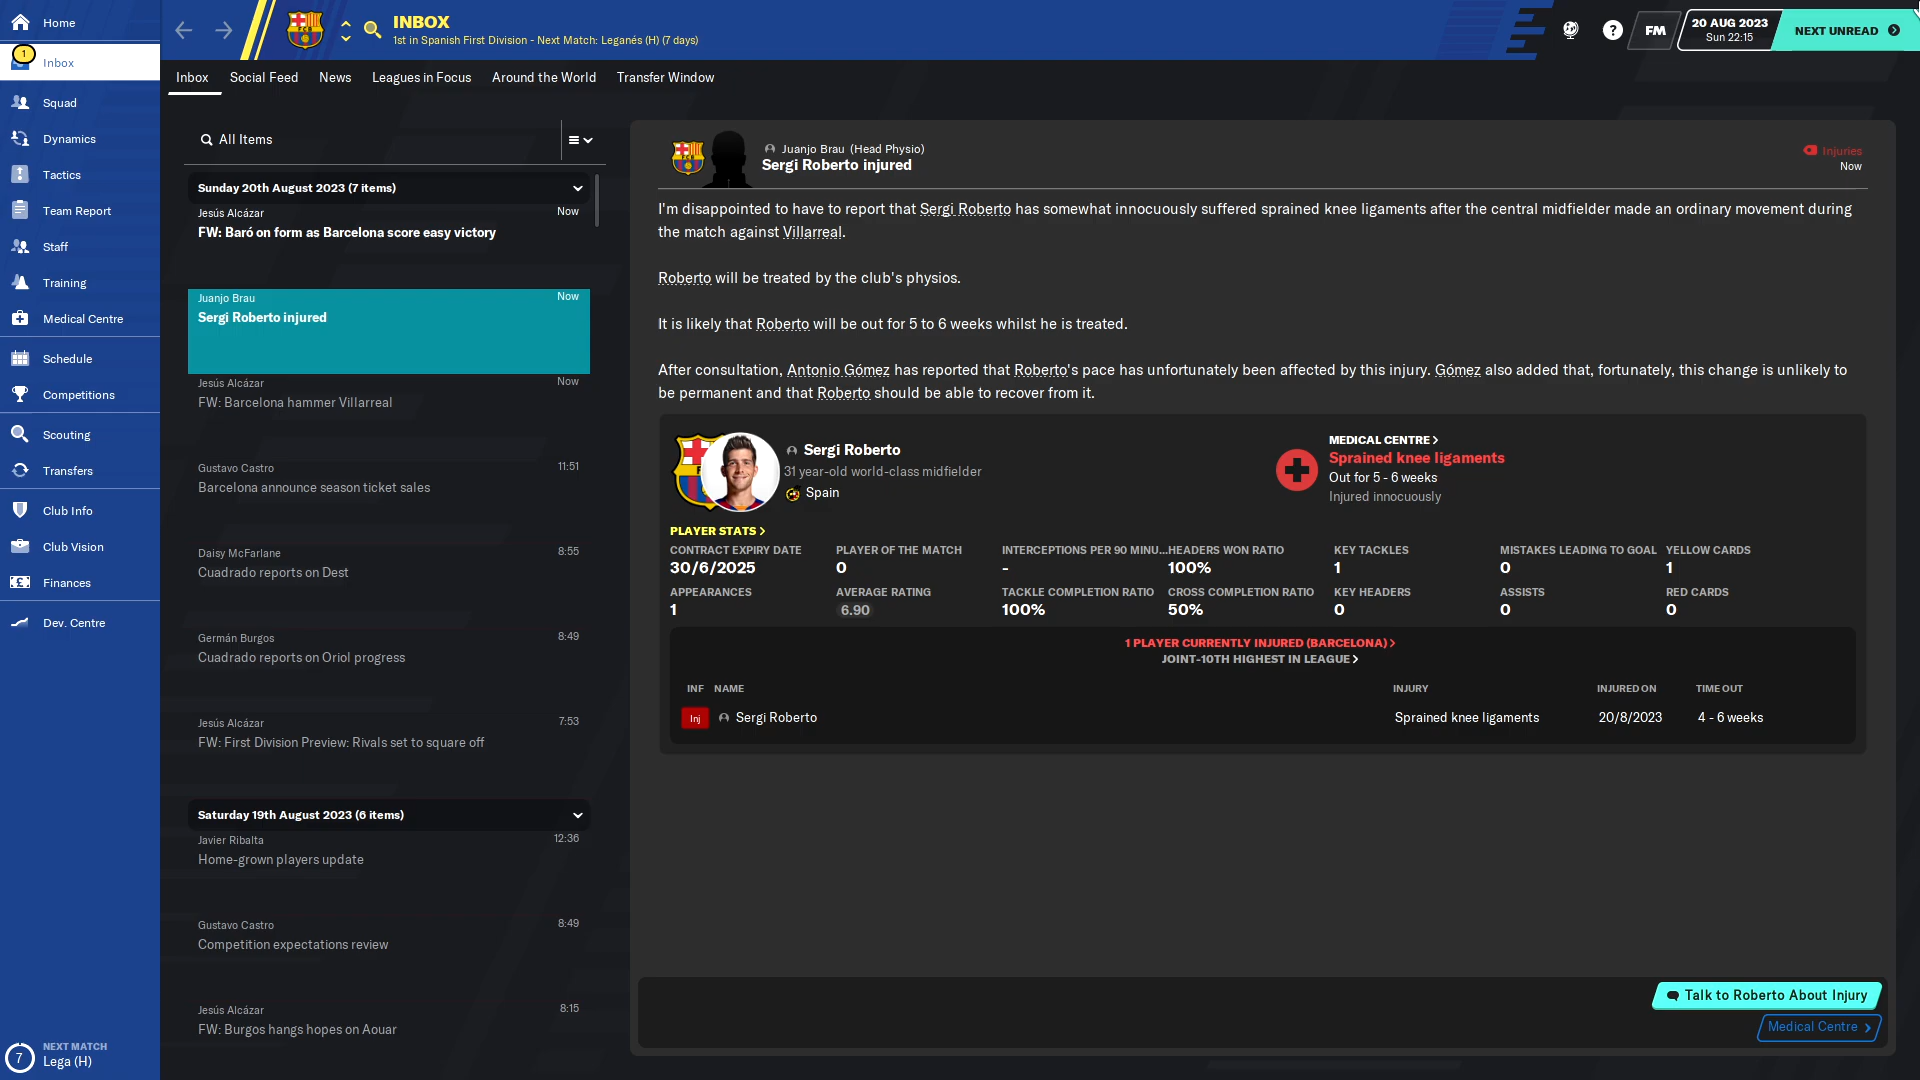 Home
1
Inbox
Squad
Dynamics
Tactics
Team Report
Staff
Training
Medical Centre
Schedule
Competitions
Scouting
Transfers
Club Info
Club Vision
Finances
Dev. Centre
7
NEXT MATCH
Lega (H)
INBOX
1st in Spanish First Division - Next Match: Leganés (H) (7 days)
?
FM
20 AUG 2023
Sun 22:15
NEXT UNREAD
Inbox
Social Feed
News
Leagues in Focus
Around the World
Transfer Window
All Items
Sunday 20th August 2023 (7 items)
Jesús Alcázar
Now
FW: Baró on form as Barcelona score easy victory
Juanjo Brau
Now
Sergi Roberto injured
Jesús Alcázar
Now
FW: Barcelona hammer Villarreal
Gustavo Castro
11:51
Barcelona announce season ticket sales
Daisy McFarlane
8:55
Cuadrado reports on Dest
Germán Burgos
8:49
Cuadrado reports on Oriol progress
Jesús Alcázar
7:53
FW: First Division Preview: Rivals set to square off
Saturday 19th August 2023 (6 items)
Javier Ribalta
12:36
Home-grown players update
Gustavo Castro
8:49
Competition expectations review
Jesús Alcázar
8:15
FW: Burgos hangs hopes on Aouar
Juanjo Brau (Head Physio)
Sergi Roberto injured
Injuries
Now
I'm disappointed to have to report that Sergi Roberto has somewhat innocuously suffered sprained knee ligaments after the central midfielder made an ordinary movement during
the match against Villarreal.
Roberto will be treated by the club's physios.
It is likely that Roberto will be out for 5 to 6 weeks whilst he is treated.
After consultation, Antonio Gómez has reported that Roberto's pace has unfortunately been affected by this injury. Gómez also added that, fortunately, this change is unlikely to
be permanent and that Roberto should be able to recover from it.
Sergi Roberto
31 year-old world-class midfielder
Spain
MEDICAL CENTRE
Sprained knee ligaments
Out for 5 - 6 weeks
Injured innocuously
PLAYER STATS
CONTRACT EXPIRY DATE
30/6/2025
PLAYER OF THE MATCH
0
INTERCEPTIONS PER 90 MINU...
-
HEADERS WON RATIO
100%
KEY TACKLES
1
MISTAKES LEADING TO GOAL
0
YELLOW CARDS
1
APPEARANCES
1
AVERAGE RATING
6.90
TACKLE COMPLETION RATIO
100%
CROSS COMPLETION RATIO
50%
KEY HEADERS
0
ASSISTS
0
RED CARDS
0
1 PLAYER CURRENTLY INJURED (BARCELONA)
JOINT-10TH HIGHEST IN LEAGUE
INF NAME INJURY INJURED ON TIME OUT
Inj Sergi Roberto Sprained knee ligaments 20/8/2023 4 - 6 weeks
Talk to Roberto About Injury
Medical Centre